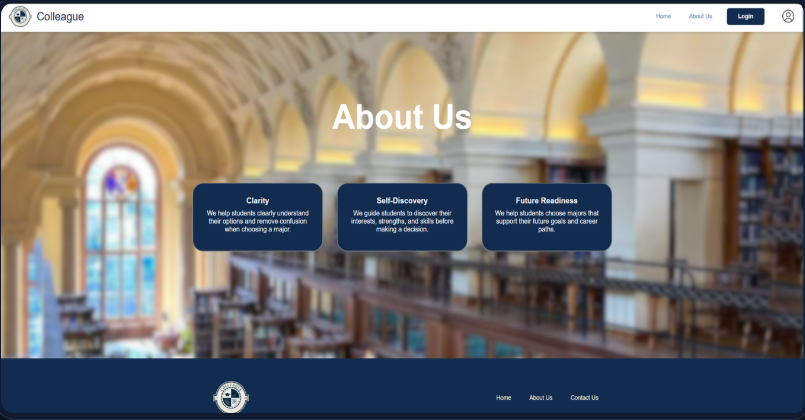 Colleague
Home About Us Login
About Us
Clarity
We help students clearly understand
their options and remove confusion
when choosing a major.
Self-Discovery
We guide students to discover their
interests, strengths, and skills before
making a decision.
Future Readiness
We help students choose majors that
support their future goals and career
paths.
Home About Us Contact Us